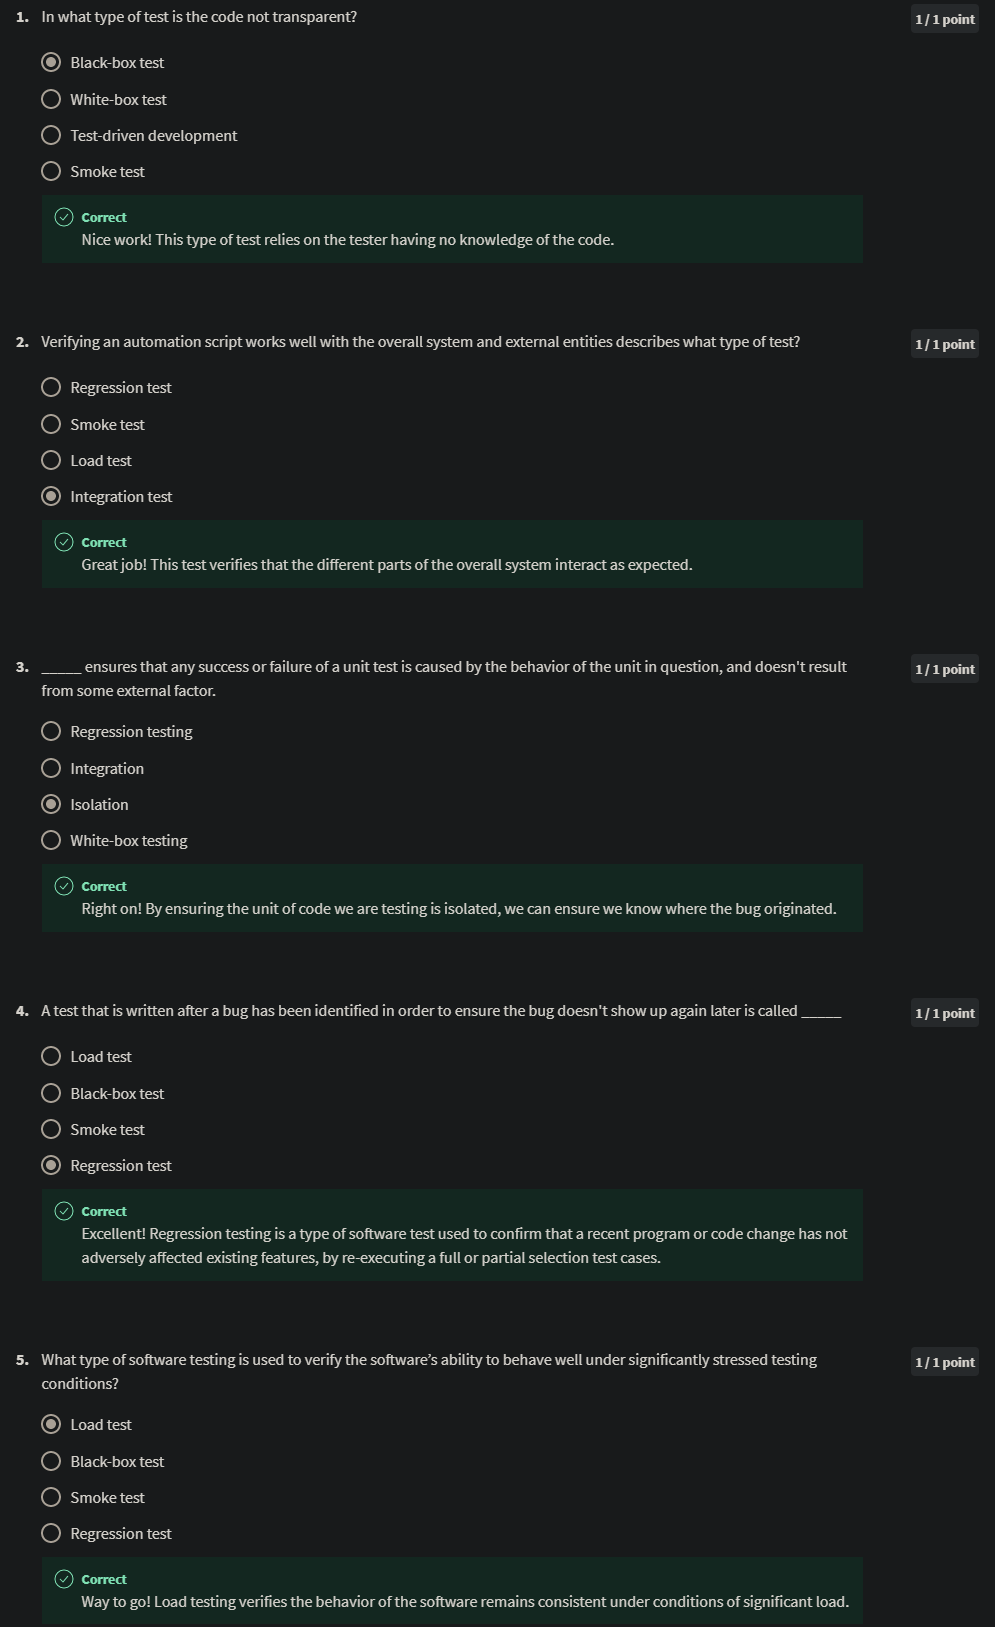 1. In what type of test is the code not transparent?
1 / 1 point
Black-box test
White-box test
Test-driven development
Smoke test
Correct
Nice work! This type of test relies on the tester having no knowledge of the code.
2. Verifying an automation script works well with the overall system and external entities describes what type of test?
1 / 1 point
Regression test
Smoke test
Load test
Integration test
Correct
Great job! This test verifies that the different parts of the overall system interact as expected.
3. _____ ensures that any success or failure of a unit test is caused by the behavior of the unit in question, and doesn't result
from some external factor.
1 / 1 point
Regression testing
Integration
Isolation
White-box testing
Correct
Right on! By ensuring the unit of code we are testing is isolated, we can ensure we know where the bug originated.
4. A test that is written after a bug has been identified in order to ensure the bug doesn't show up again later is called _____
1 / 1 point
Load test
Black-box test
Smoke test
Regression test
Correct
Excellent! Regression testing is a type of software test used to confirm that a recent program or code change has not
adversely affected existing features, by re-executing a full or partial selection test cases.
5. What type of software testing is used to verify the software’s ability to behave well under significantly stressed testing
conditions?
1 / 1 point
Load test
Black-box test
Smoke test
Regression test
Correct
Way to go! Load testing verifies the behavior of the software remains consistent under conditions of significant load.